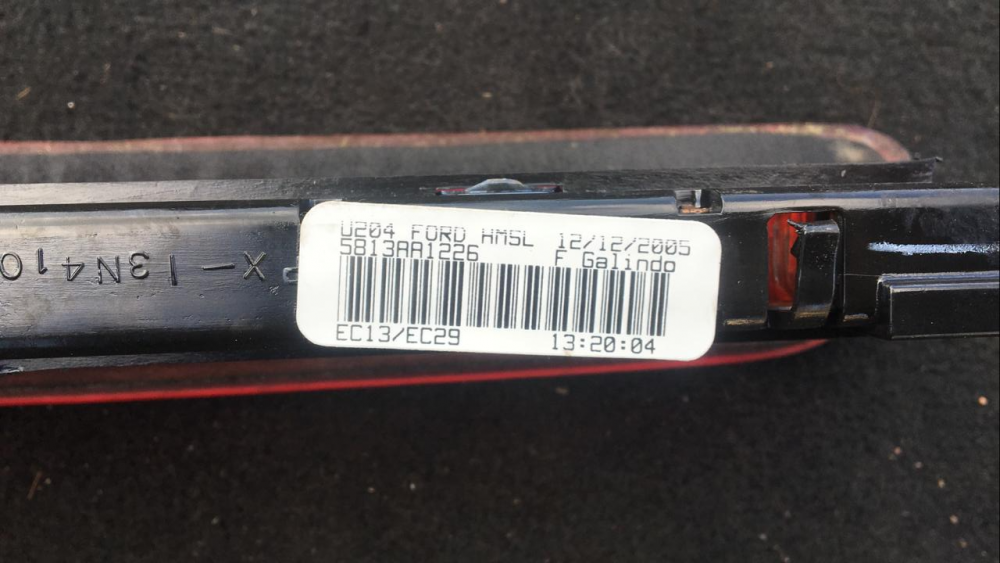 U204 FORD HMSL 12/12/2005
5813AA1226 F Galindo
EC13/EC29 13:20:04
X-13N410